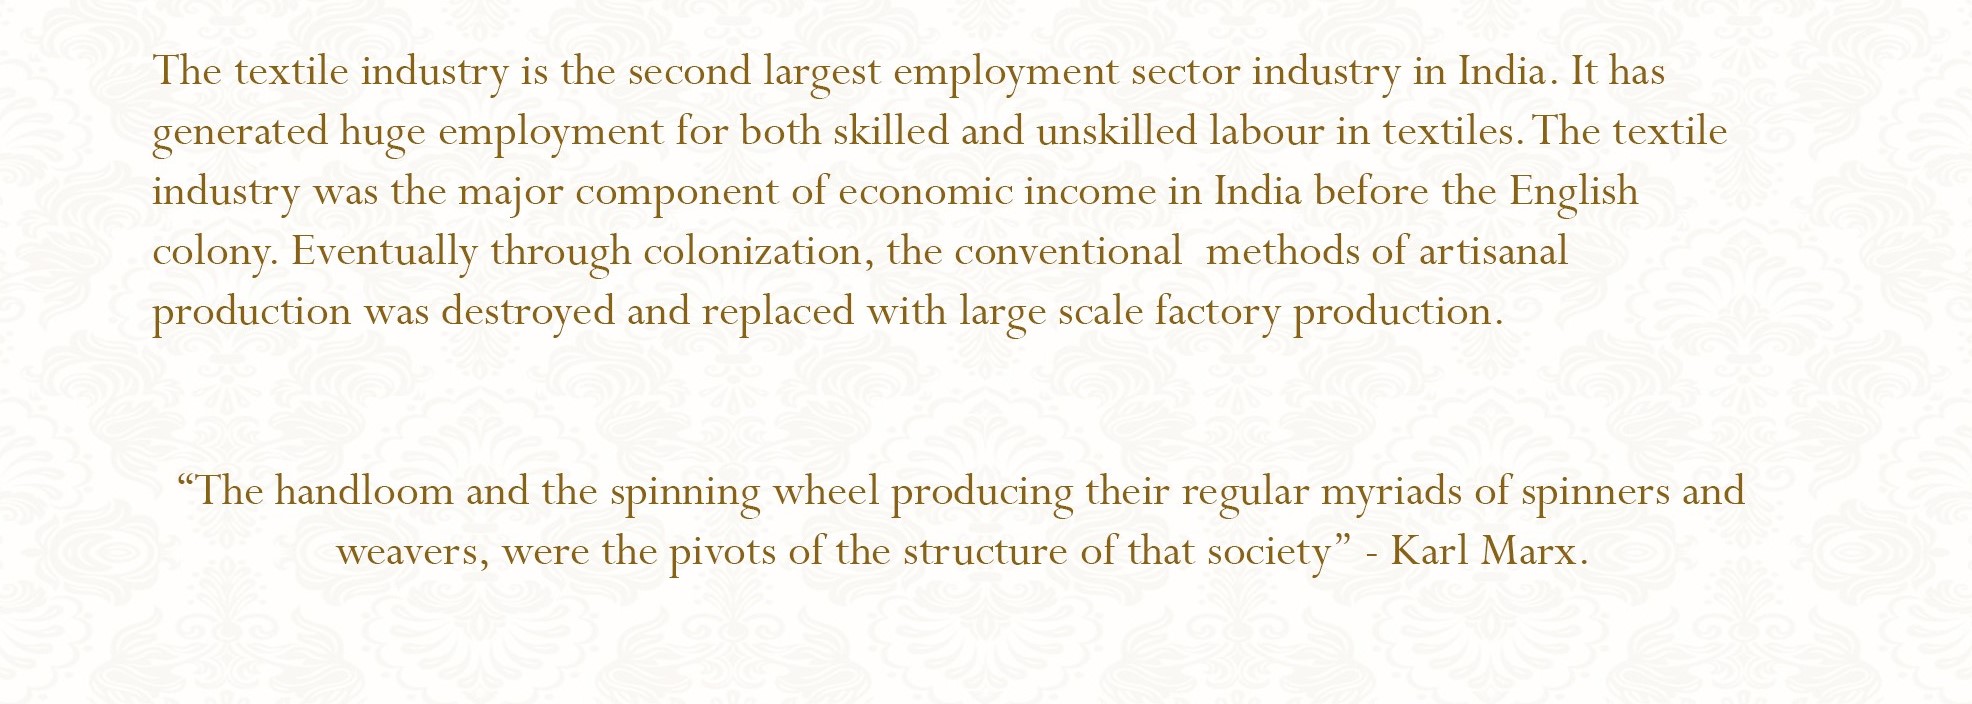 The textile industry is the second largest employment sector industry in India. It has
generated huge employment for both skilled and unskilled labour in textiles. The textile
industry was the major component of economic income in India before the English
colony. Eventually through colonization, the conventional  methods of artisanal
production was destroyed and replaced with large scale factory production.
“The handloom and the spinning wheel producing their regular myriads of spinners and
weavers, were the pivots of the structure of that society” - Karl Marx.